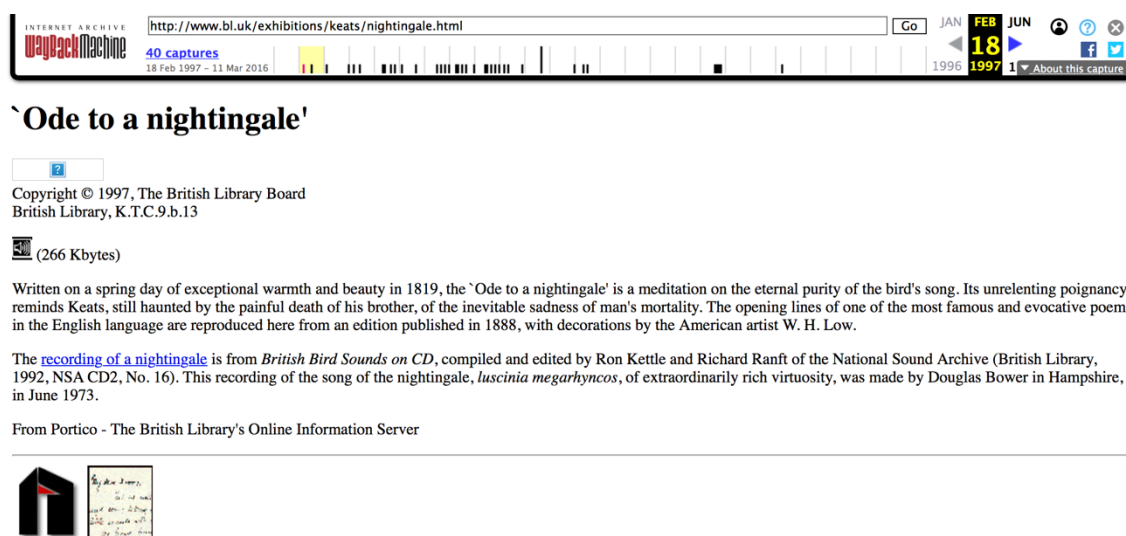 INTERNET ARCHIVE
WayBackMachine
http://www.bl.uk/exhibitions/keats/nightingale.html
Go
JAN FEB JUN
40 captures
18
18 Feb 1997 – 11 Mar 2016
1996 1997 1
About this capture
`Ode to a nightingale'
Copyright © 1997, The British Library Board
British Library, K.T.C.9.b.13
(266 Kbytes)
Written on a spring day of exceptional warmth and beauty in 1819, the `Ode to a nightingale' is a meditation on the eternal purity of the bird's song. Its unrelenting poignancy
reminds Keats, still haunted by the painful death of his brother, of the inevitable sadness of man's mortality. The opening lines of one of the most famous and evocative poem
in the English language are reproduced here from an edition published in 1888, with decorations by the American artist W. H. Low.
The recording of a nightingale is from British Bird Sounds on CD, compiled and edited by Ron Kettle and Richard Ranft of the National Sound Archive (British Library,
1992, NSA CD2, No. 16). This recording of the song of the nightingale, luscinia megarhyncos, of extraordinarily rich virtuosity, was made by Douglas Bower in Hampshire,
in June 1973.
From Portico - The British Library's Online Information Server